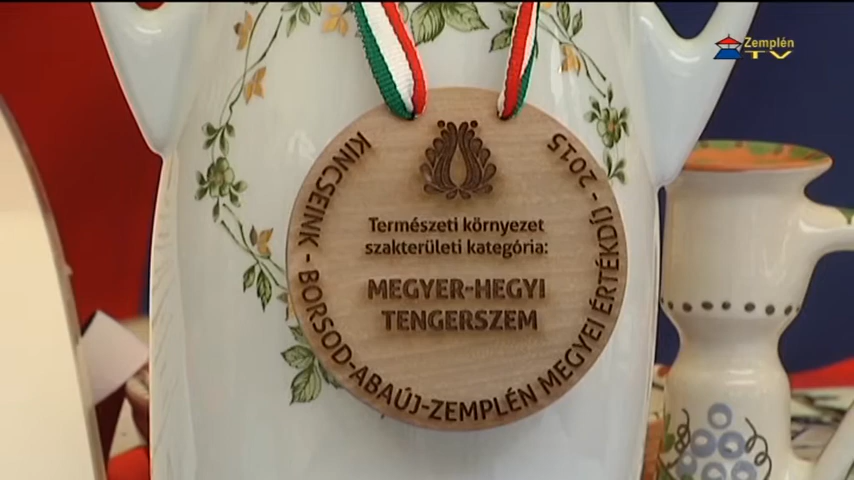 Zemplén
TV
KINCSEINK - BORSOD-ABAÚJ-ZEMPLÉN MEGYEI ÉRTÉKDÍJ - 2015
Természeti környezet
szakterületi kategória:
MEGYER-HEGYI
TENGERSZEM